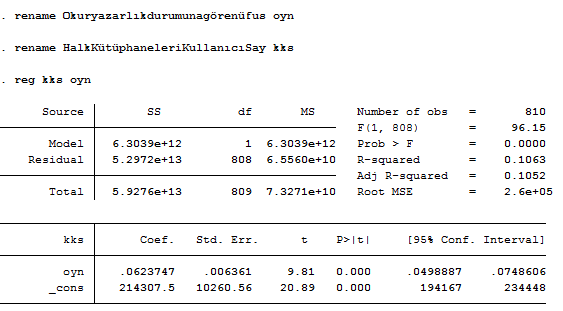 . rename Okuryazarlıkdurumunagörenüfus oyn
. rename HalkKütüphaneleriKullanıcıSay kks
. reg kks oyn
Source SS df MS Number of obs = 810
F(1, 808) = 96.15
Model 6.3039e+12 1 6.3039e+12 Prob > F = 0.0000
Residual 5.2972e+13 808 6.5560e+10 R-squared = 0.1063
Adj R-squared = 0.1052
Total 5.9276e+13 809 7.3271e+10 Root MSE = 2.6e+05
kks Coef. Std. Err. t P>|t| [95% Conf. Interval]
oyn .0623747 .006361 9.81 0.000 .0498887 .0748606
_cons 214307.5 10260.56 20.89 0.000 194167 234448